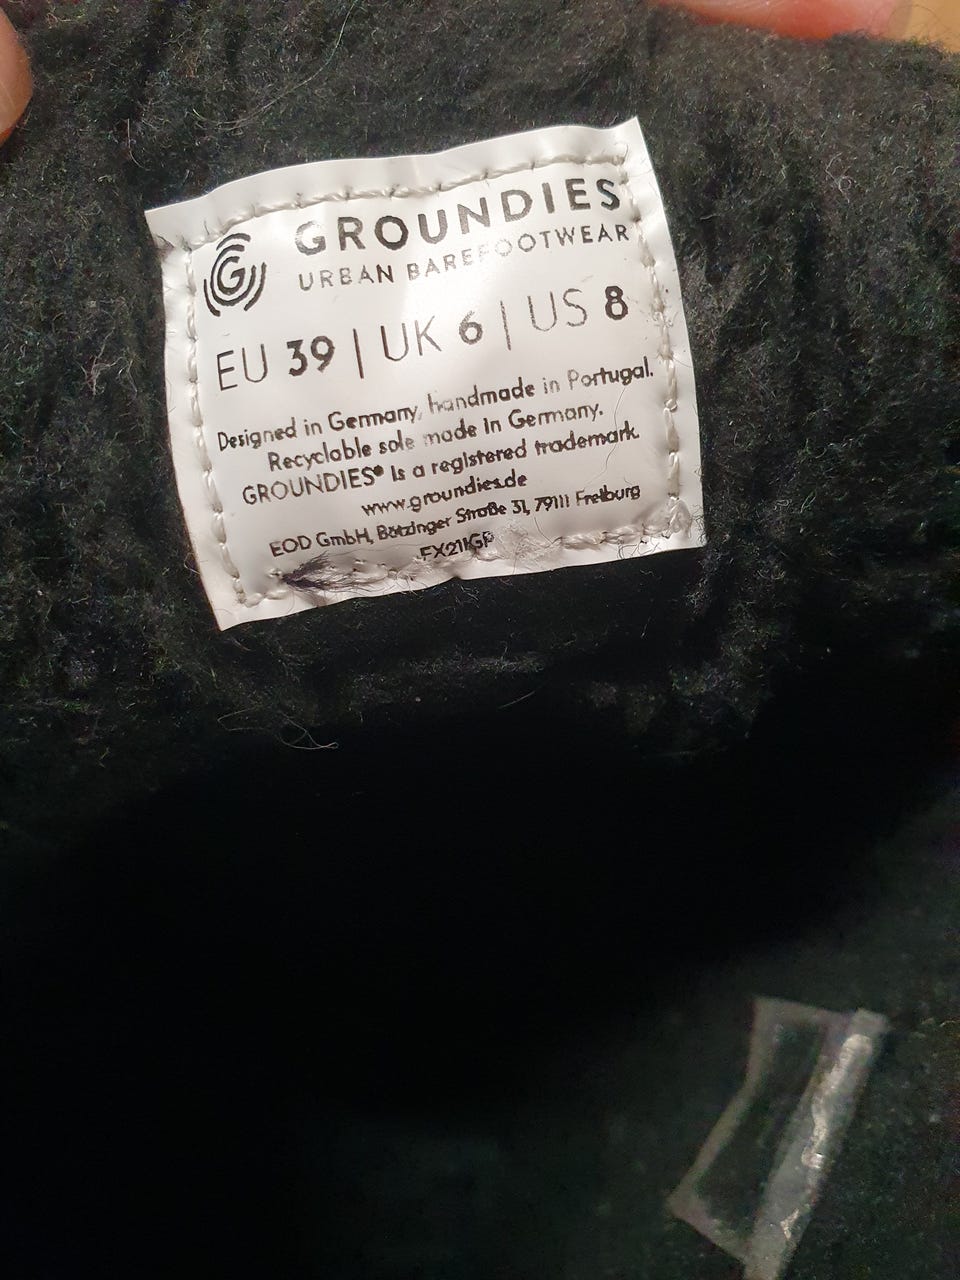 G
GROUNDIES
URBAN BAREFOOTWEAR
EU 39 | UK 6 | US 8
Designed in Germany, handmade in Portugal.
Recyclable sole made in Germany.
GROUNDIES® is a registered trademark.
www.groundies.de
EOD GmbH, Bötzinger Straße 31, 79111 Freiburg